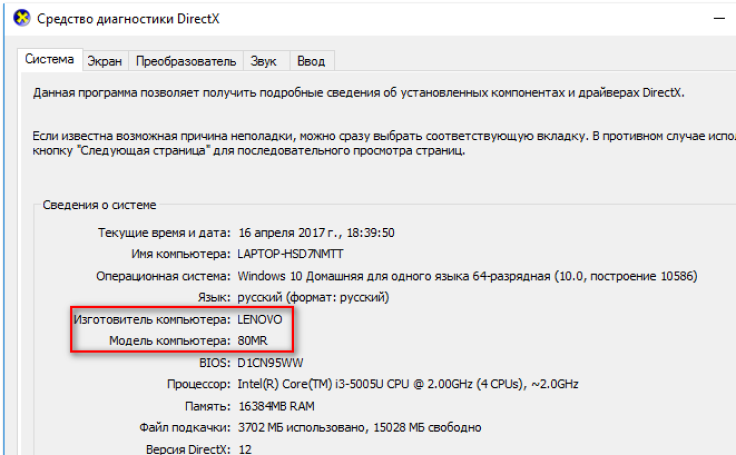 Средство диагностики DirectX
Система Экран Преобразователь Звук Ввод
Данная программа позволяет получить подробные сведения об установленных компонентах и драйверах DirectX.
Если известна возможная причина неполадки, можно сразу выбрать соответствующую вкладку. В противном случае испо
кнопку "Следующая страница" для последовательного просмотра страниц.
Сведения о системе
Текущие время и дата: 16 апреля 2017 г., 18:39:50
Имя компьютера: LAPTOP-HSD7NMTT
Операционная система: Windows 10 Домашняя для одного языка 64-разрядная (10.0, построение 10586)
Язык: русский (формат: русский)
Изготовитель компьютера: LENOVO
Модель компьютера: 80MR
BIOS: D1CN95WW
Процессор: Intel(R) Core(TM) i3-5005U CPU @ 2.00GHz (4 CPUs), ~2.0GHz
Память: 16384MB RAM
Файл подкачки: 3702 МБ использовано, 15028 МБ свободно
Версия DirectX: 12